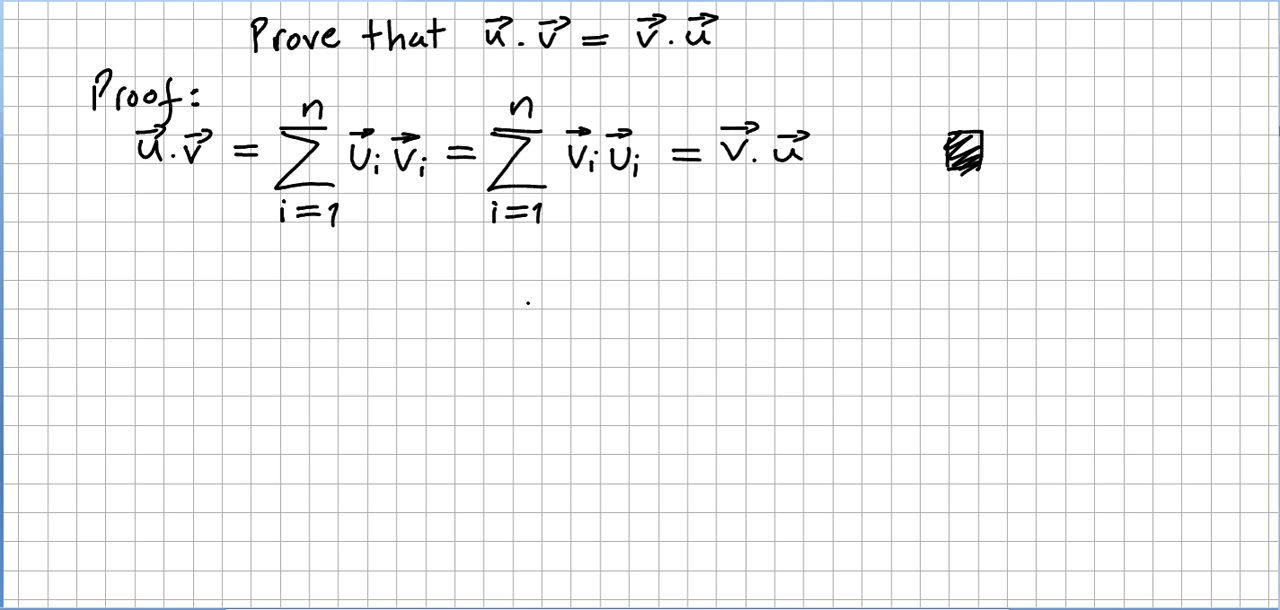 Prove that u⃗ . v⃗ = v⃗ . u⃗
Proof:
u⃗ . v⃗ = ∑_{i=1}^{n} u⃗ᵢ v⃗ᵢ = ∑_{i=1}^{n} v⃗ᵢ u⃗ᵢ = v⃗ . u⃗ ■